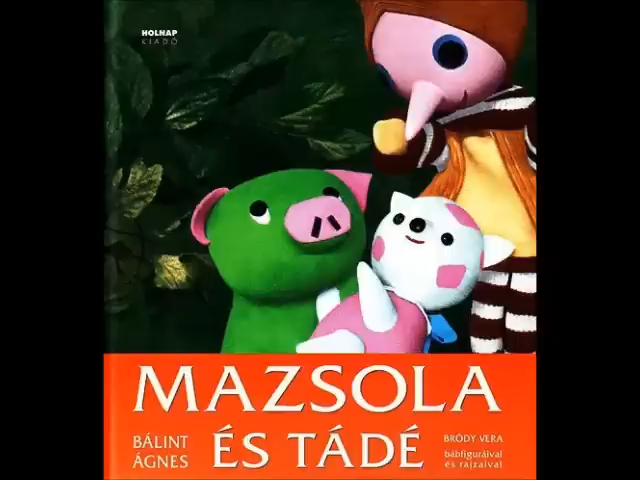 HOLNAP
KIADÓ
MAZSOLA
ÉS TÁDÉ
BÁLINT
ÁGNES
BRÓDY VERA
bábfiguráival
és rajzaival